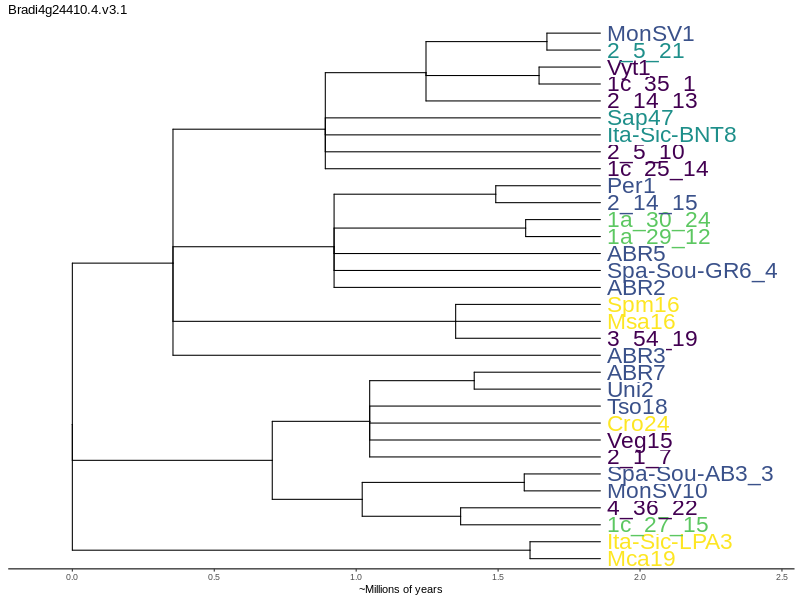 Bradi4g24410.4.v3.1
MonSV1
2_5_21
Vyt1
1c_35_1
2_14_13
Sap47
Ita-Sic-BNT8
2_5_10
1c_25_14
Per1
2_14_15
1a_30_24
1a_29_12
ABR5
Spa-Sou-GR6_4
ABR2
Spm16
Msa16
3_54_19
ABR3
ABR7
Uni2
Tso18
Cro24
Veg15
2_1_7
Spa-Sou-AB3_3
MonSV10
4_36_22
1c_27_15
Ita-Sic-LPA3
Mca19
0.0 0.5 1.0 1.5 2.0 2.5
~Millions of years